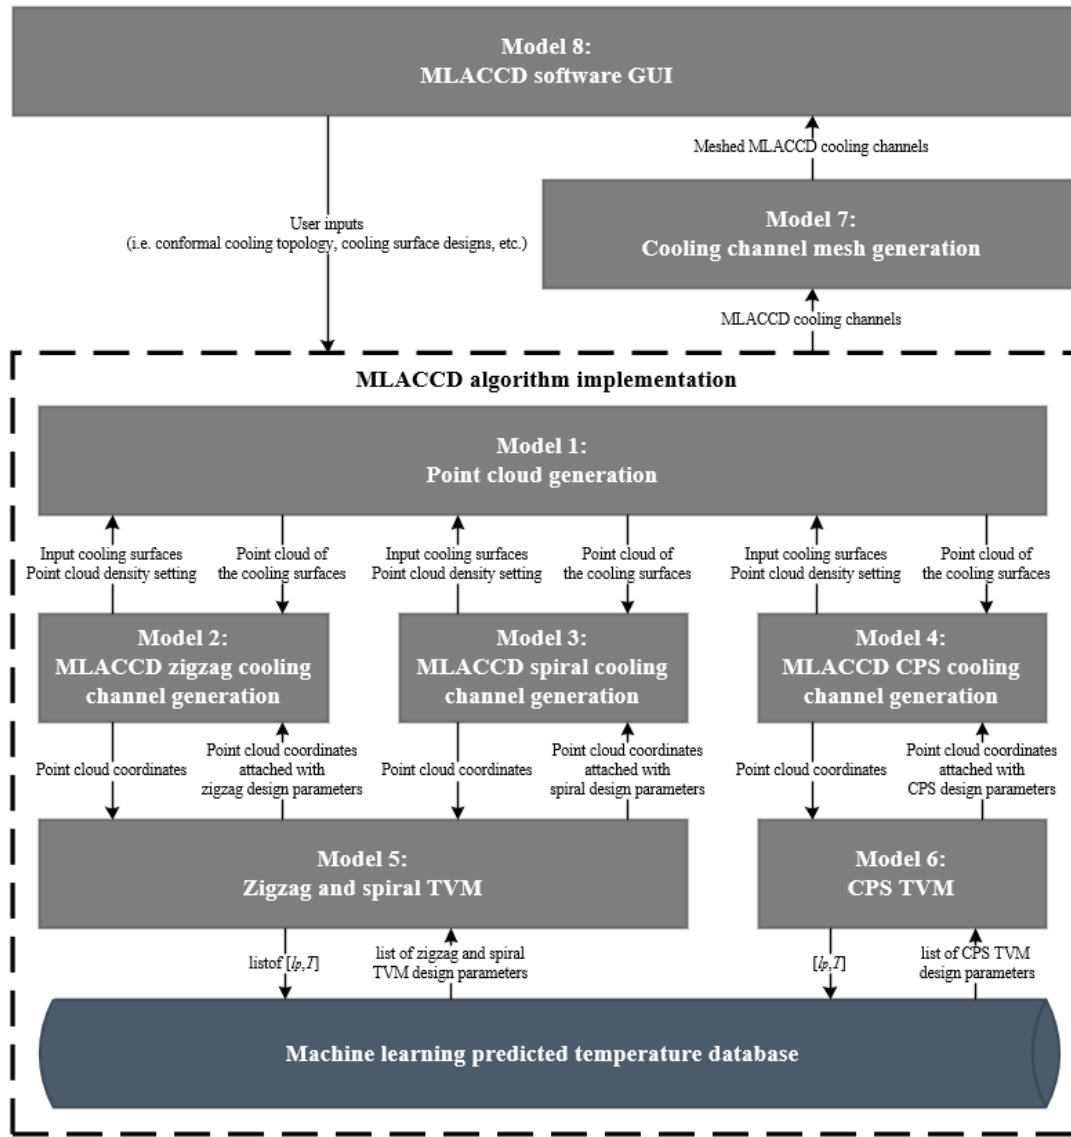 Model 8:
MLACCD software GUI
Meshed MLACCD cooling channels
User inputs
(i.e. conformal cooling topology, cooling surface designs, etc.)
Model 7:
Cooling channel mesh generation
MLACCD cooling channels
MLACCD algorithm implementation
Model 1:
Point cloud generation
Input cooling surfaces
Point cloud density setting
Point cloud of
the cooling surfaces
Input cooling surfaces
Point cloud density setting
Point cloud of
the cooling surfaces
Input cooling surfaces
Point cloud density setting
Point cloud of
the cooling surfaces
Model 2:
MLACCD zigzag cooling
channel generation
Model 3:
MLACCD spiral cooling
channel generation
Model 4:
MLACCD CPS cooling
channel generation
Point cloud coordinates
Point cloud coordinates
attached with
zigzag design parameters
Point cloud coordinates
Point cloud coordinates
attached with
spiral design parameters
Point cloud coordinates
Point cloud coordinates
attached with
CPS design parameters
Model 5:
Zigzag and spiral TVM
Model 6:
CPS TVM
listof [lp,T]
list of zigzag and spiral
TVM design parameters
[lp,T]
list of CPS TVM
design parameters
Machine learning predicted temperature database